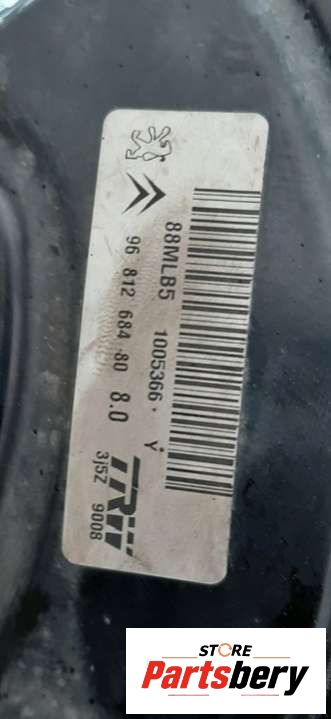 88MLB5 1005366· Y
96 812 684 80 8.0
TRW
3j5Z 9008
STORE
Partsbery